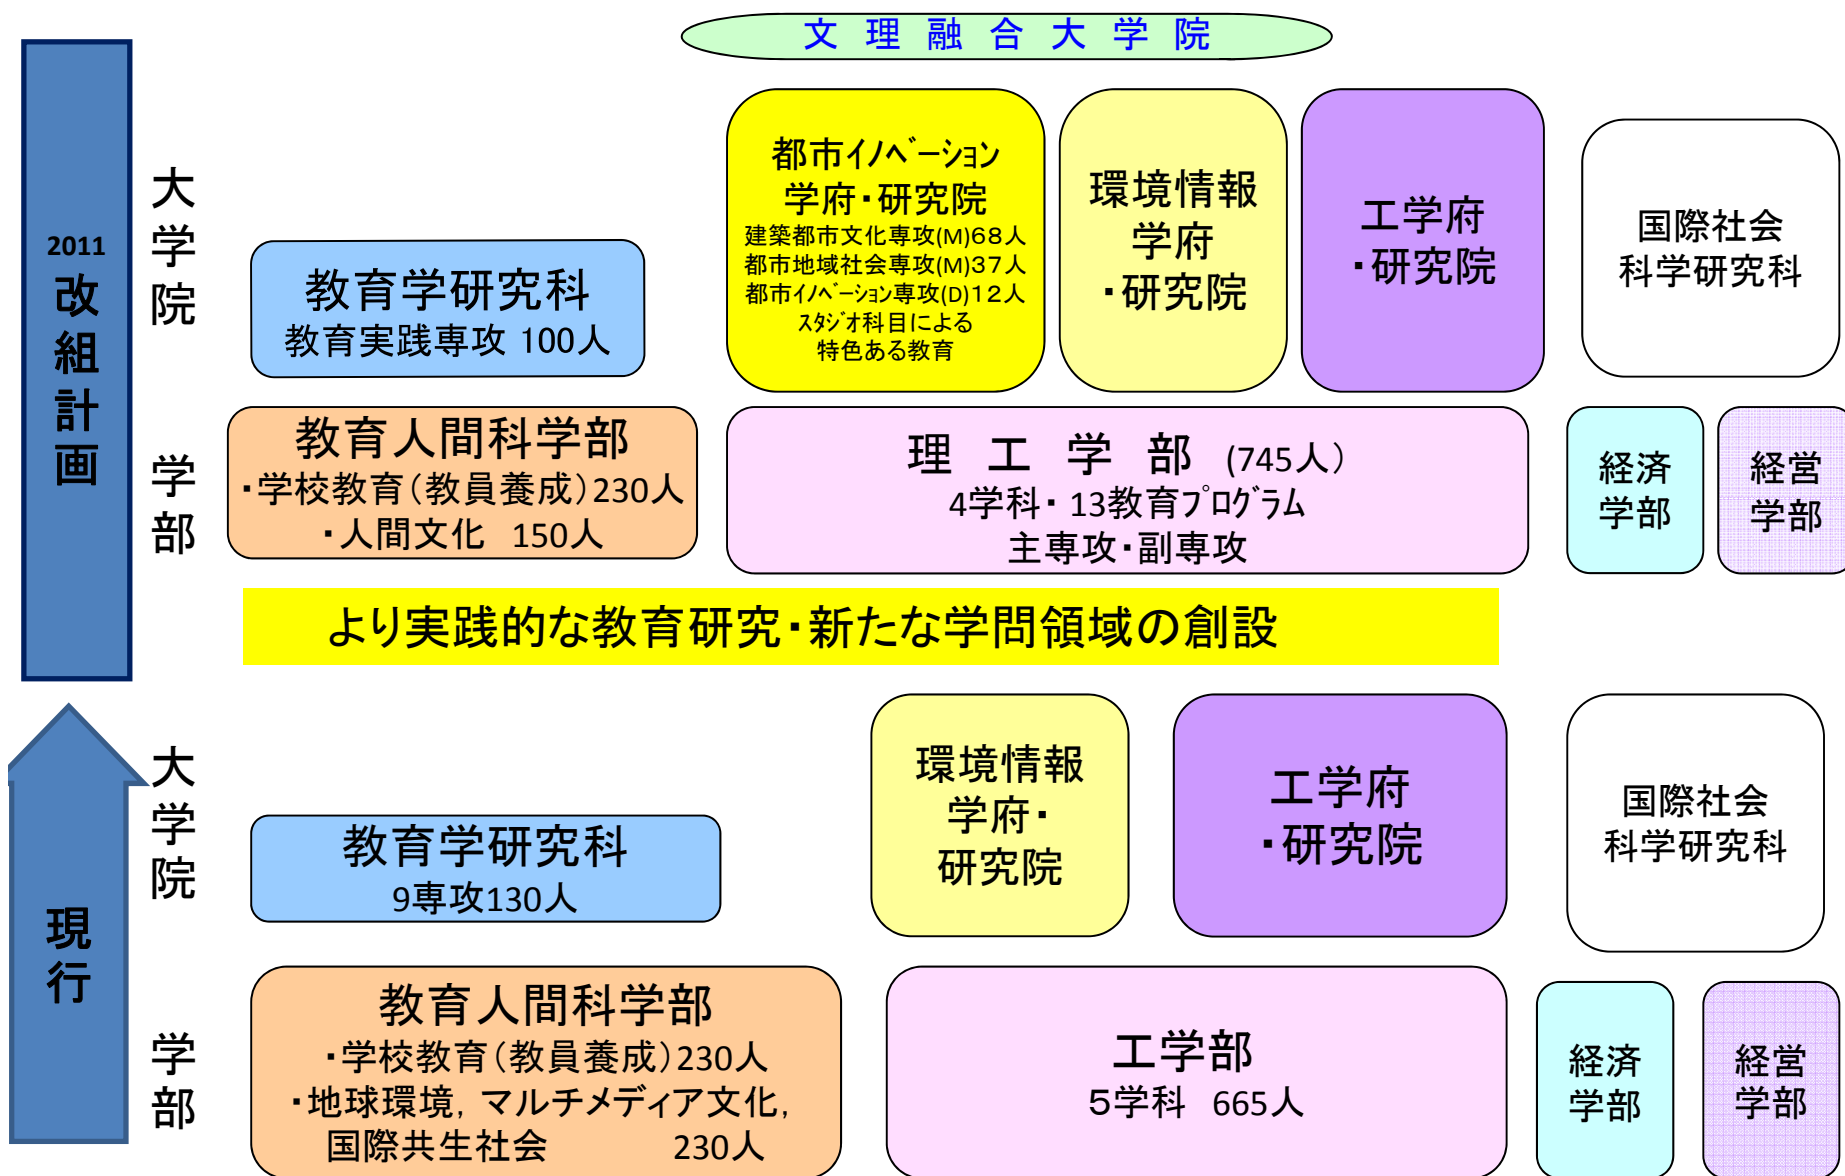 文理融合大学院
2011
改組計画
大学院
都市イノベーション
学府・研究院
建築都市文化専攻(M)68人
都市地域社会専攻(M)37人
都市イノベーション専攻(D)12人
スタジオ科目による
特色ある教育
環境情報
学府
・研究院
工学府
・研究院
国際社会
科学研究科
教育学研究科
教育実践専攻 100人
学部
教育人間科学部
・学校教育(教員養成)230人
・人間文化 150人
理工学部 (745人)
4学科・13教育プログラム
主専攻・副専攻
経済
学部
経営
学部
より実践的な教育研究・新たな学問領域の創設
現行
大学院
教育学研究科
9専攻130人
環境情報
学府・
研究院
工学府
・研究院
国際社会
科学研究科
学部
教育人間科学部
・学校教育(教員養成)230人
・地球環境,マルチメディア文化,
国際共生社会 230人
工学部
5学科 665人
経済
学部
経営
学部